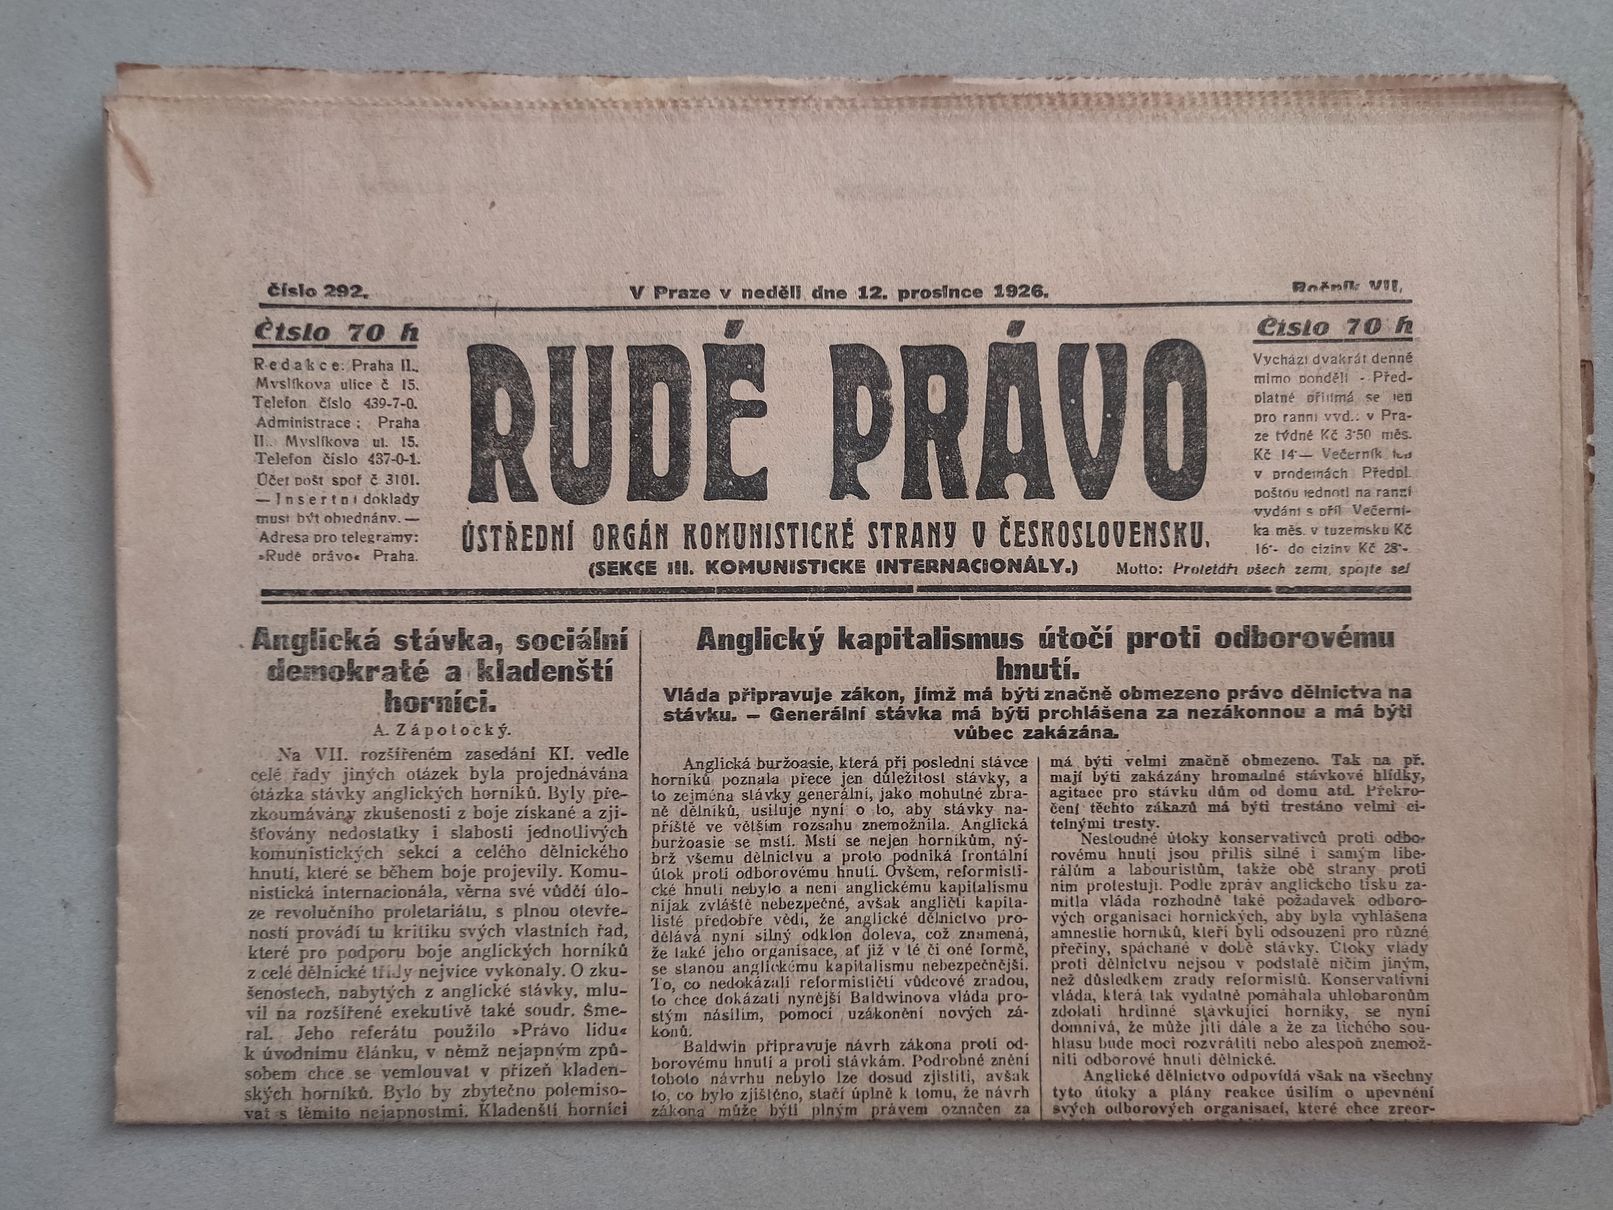 číslo 292.
V Praze v neděli dne 12. prosince 1926.
Ročník VII.
Číslo 70 h
Redakce: Praha II.,
Myslíkova ulice č 15.
Telefon číslo 439-7-0.
Administrace: Praha
II. Myslíkova ul. 15.
Telefon číslo 437-0-1.
Účet pošt spoř č 3101.
— Insertní doklady
musí být objednány. —
Adresa pro telegramy:
»Rudé právo« Praha.
RUDÉ PRÁVO
ÚSTŘEDNÍ ORGÁN KOMUNISTICKÉ STRANY V ČESKOSLOVENSKU.
(SEKCE III. KOMUNISTICKÉ INTERNACIONÁLY.)
Motto: Proletáři všech zemí, spojte se!
Číslo 70 h
Vychází dvakrát denně
mimo pondělí - Před-
platné přijímá se jen
pro ranní vyd.: v Pra-
ze týdně Kč 3·50 měs.
Kč 14·— Večerník jen
v prodejnách Předpl.
poštou jednotl na ranní
vydání s příl Večerní-
ka měs. v tuzemsku Kč
16·- do ciziny Kč 28·-
Anglická stávka, sociální
demokraté a kladenští
horníci.
A. Zápotocký.
Na VII. rozšířeném zasedání KI. vedle
celé řady jiných otázek byla projednávána
otázka stávky anglických horníků. Byly pře-
zkoumávány zkušenosti z boje získané a zji-
šťovány nedostatky i slabosti jednotlivých
komunistických sekcí a celého dělnického
hnutí, které se během boje projevily. Komu-
nistická internacionála, věrna své vůdčí úlo-
ze revolučního proletariátu, s plnou otevře-
ností provádí tu kritiku svých vlastních řad,
které pro podporu boje anglických horníků
z celé dělnické třídy nejvíce vykonaly. O zku-
šenostech, nabytých z anglické stávky, mlu-
vil na rozšířené exekutivě také soudr. Šme-
ral. Jeho referátu použilo »Právo lidu«
k úvodnímu článku, v němž nejapným způ-
sobem chce se vemlouvat v přízeň kladen-
ských horníků. Bylo by zbytečno polemiso-
vat s těmito nejapnostmi. Kladenští horníci
Anglický kapitalismus útočí proti odborovému
hnutí.
Vláda připravuje zákon, jímž má býti značně obmezeno právo dělnictva na
stávku. — Generální stávka má býti prohlášena za nezákonnou a má býti
vůbec zakázána.
Anglická buržoasie, která při poslední stávce
horníků poznala přece jen důležitost stávky, a
to zejména stávky generální, jako mohutné zbra-
ně dělníků, usiluje nyní o to, aby stávky na-
příště ve větším rozsahu znemožnila. Anglická
buržoasie se mstí. Mstí se nejen horníkům, ný-
brž všemu dělnictvu a proto podniká frontální
útok proti odborovému hnutí. Ovšem, reformisti-
cké hnutí nebylo a není anglickému kapitalismu
nijak zvláště nebezpečné, avšak angličtí kapita-
listé předobře vědí, že anglické dělnictvo pro-
dělává nyní silný odklon doleva, což znamená,
že také jeho organisace, ať již v té či oné formě,
se stanou anglickému kapitalismu nebezpečnější.
To, co nedokázali reformističtí vůdcové zradou,
to chce dokázati nynější Baldwinova vláda pro-
stým násilím, pomocí uzákonění nových zá-
konů.
Baldwin připravuje návrh zákona proti od-
borovému hnutí a proti stávkám. Podrobné znění
tohoto návrhu nebylo lze dosud zjistiti, avšak
to, co bylo zjištěno, stačí úplně k tomu, že návrh
zákona může býti plným právem označen za
má býti velmi značně obmezeno. Tak na př.
mají býti zakázány hromadné stávkové hlídky,
agitace pro stávku dům od domu atd. Překro-
čení těchto zákazů má býti trestáno velmi ci-
telnými tresty.
Nesloudné útoky konservativců proti odbo-
rovému hnutí jsou příliš silné i samým libe-
rálům a labouristům, takže obě strany proti
nim protestují. Podle zpráv anglického tisku za-
mítla vláda rozhodně také požadavek odboro-
vých organisací hornických, aby byla vyhlášena
amnestie horníků, kteří byli odsouzeni pro různé
přečiny, spáchané v době stávky. Útoky vlády
proti dělnictvu nejsou v podstatě ničím jiným,
než důsledkem zrady reformistů. Konservativní
vláda, která tak vydatně pomáhala uhlobaronům
zdolati hrdinně stávkující horníky, se nyní
domnívá, že může jíti dále a že za tichého sou-
hlasu bude moci rozvrátiti nebo alespoň znemož-
niti odborové hnutí dělnické.
Anglické dělnictvo odpovídá však na všechny
tyto útoky a plány reakce úsilím o upevnění
svých odborových organisací, které chce zreor-